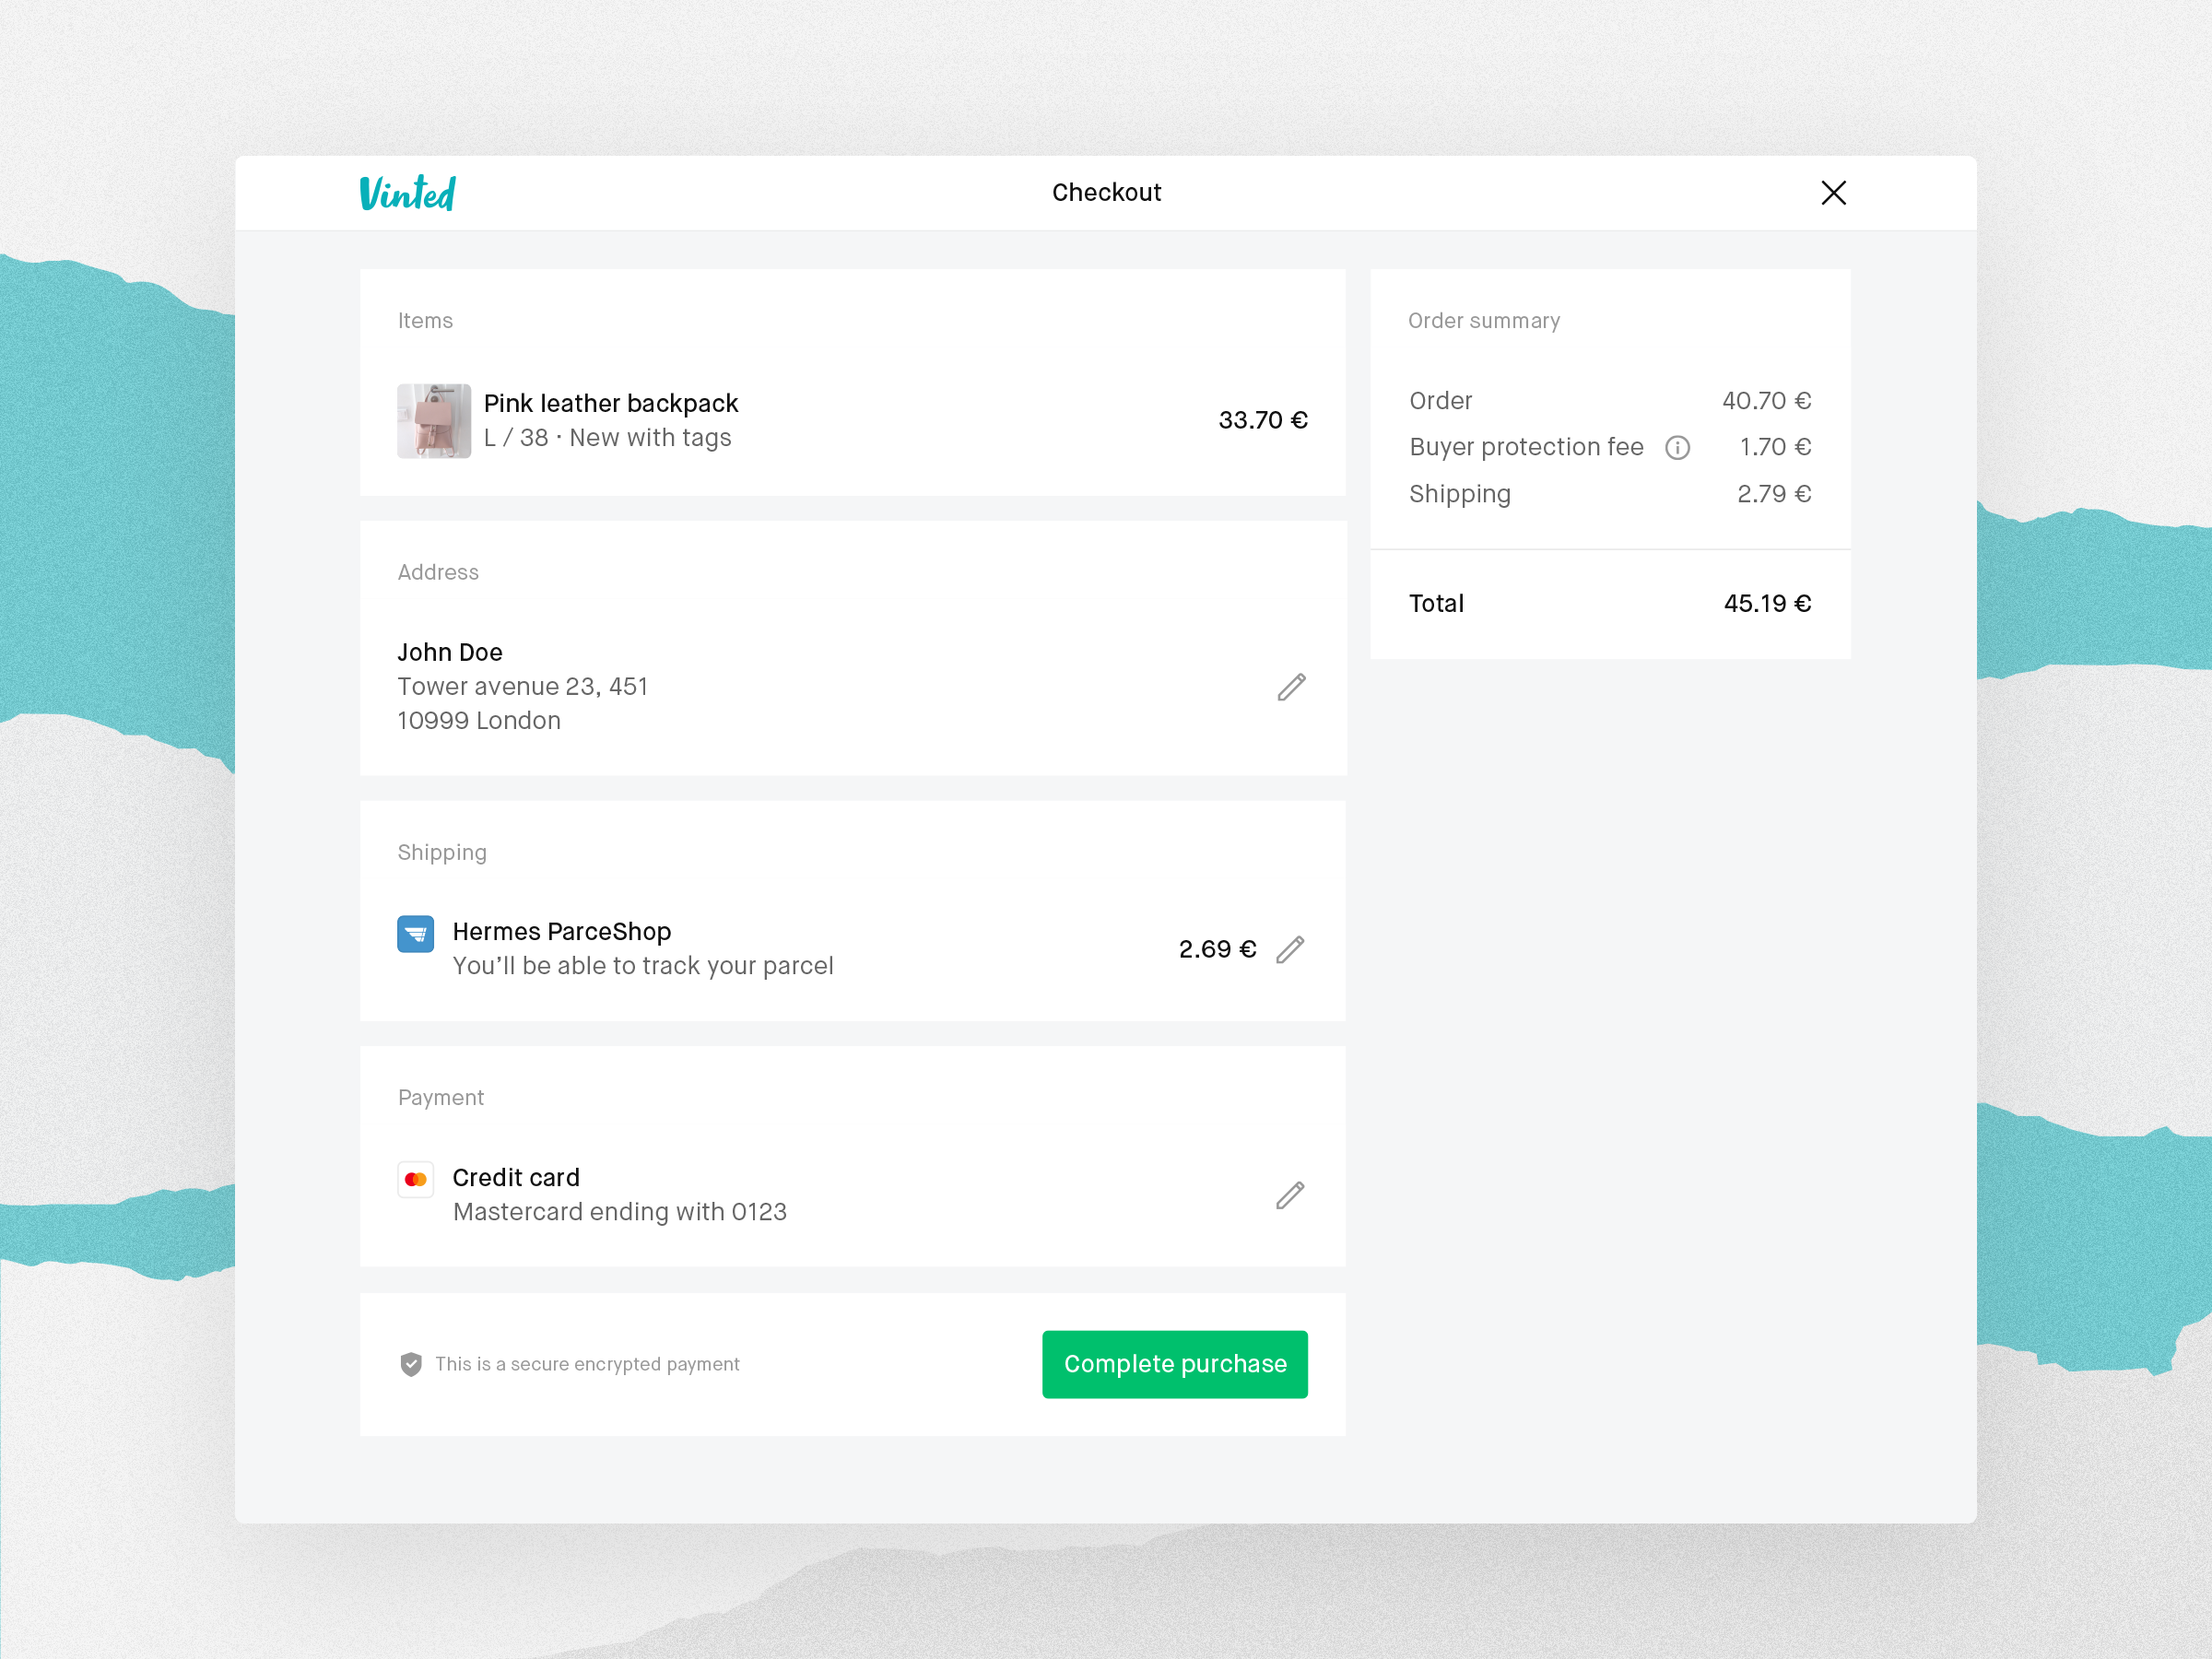 Vinted
Checkout
Items
Pink leather backpack
L / 38 · New with tags
33.70 €
Address
John Doe
Tower avenue 23, 451
10999 London
Shipping
Hermes ParceShop
You’ll be able to track your parcel
2.69 €
Payment
Credit card
Mastercard ending with 0123
This is a secure encrypted payment
Complete purchase
Order summary
Order 40.70 €
Buyer protection fee 1.70 €
Shipping 2.79 €
Total 45.19 €